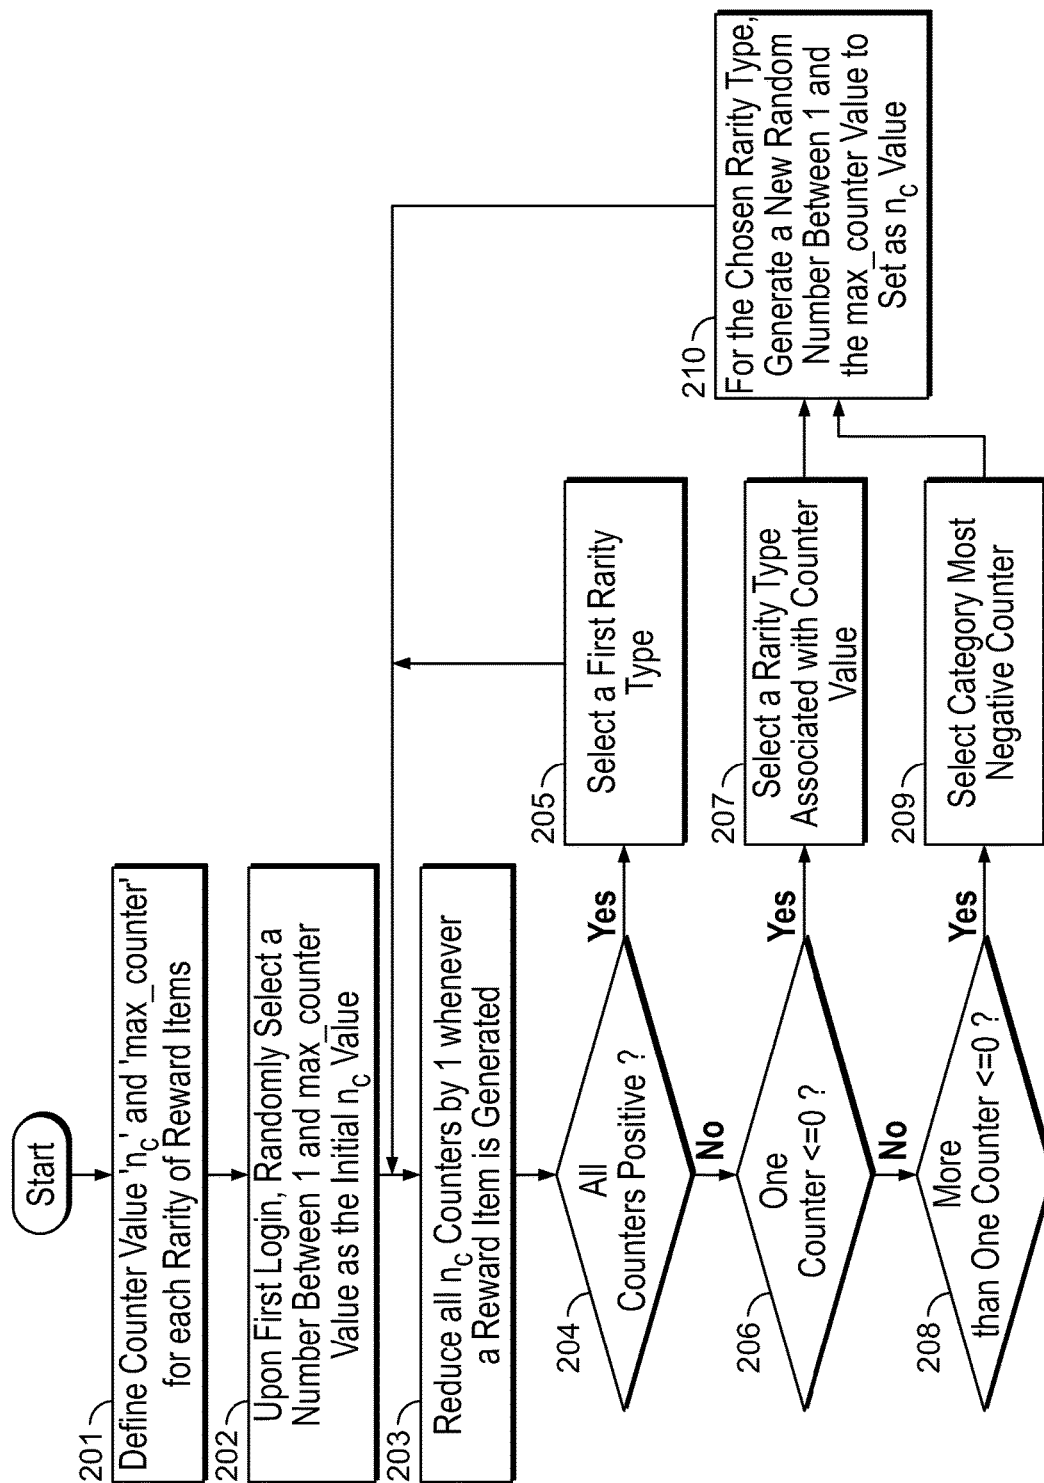 Start
201
Define Counter Value 'nc' and 'max_counter'
for each Rarity of Reward Items
202
Upon First Login, Randomly Select a
Number Between 1 and max_counter
Value as the Initial nc Value
203
Reduce all nc Counters by 1 whenever
a Reward Item is Generated
204
All
Counters Positive ?
Yes
No
205
Select a First Rarity
Type
206
One
Counter <=0 ?
Yes
No
207
Select a Rarity Type
Associated with Counter
Value
208
More
than One Counter <=0 ?
Yes
209
Select Category Most
Negative Counter
210
For the Chosen Rarity Type,
Generate a New Random
Number Between 1 and
the max_counter Value to
Set as nc Value